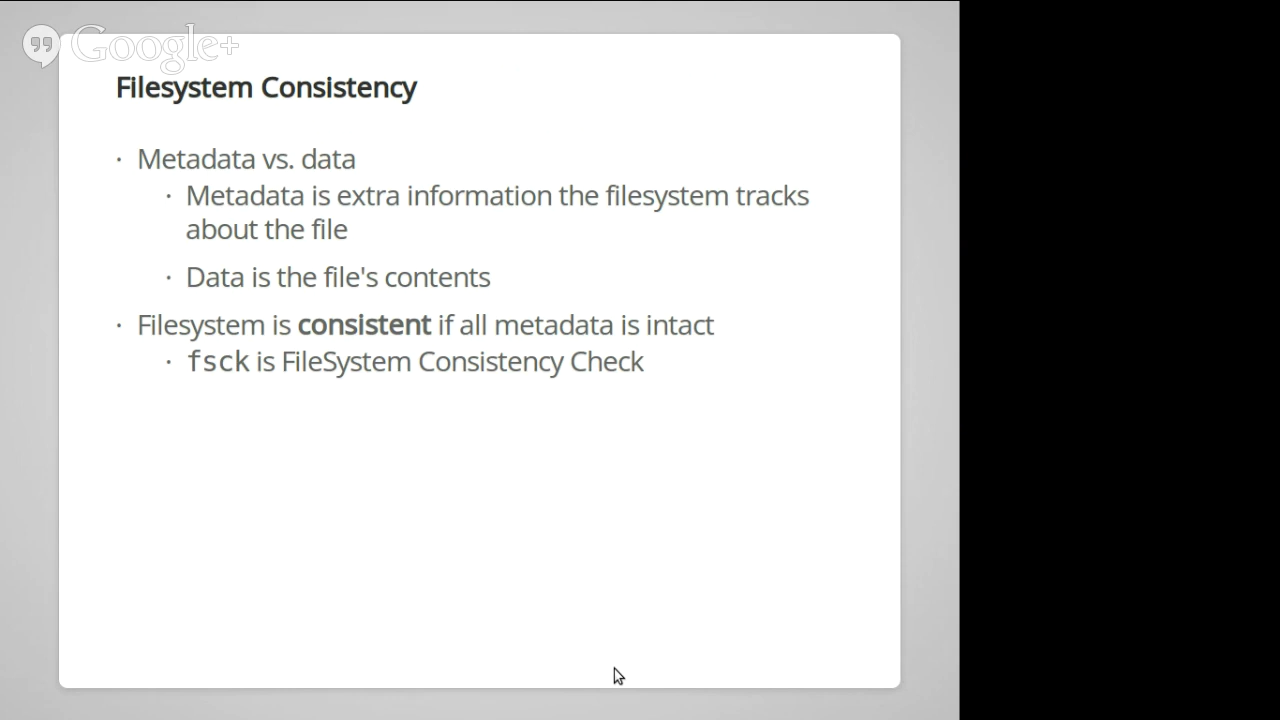 Google+
Filesystem Consistency
· Metadata vs. data
· Metadata is extra information the filesystem tracks
about the file
· Data is the file's contents
· Filesystem is consistent if all metadata is intact
· fsck is FileSystem Consistency Check